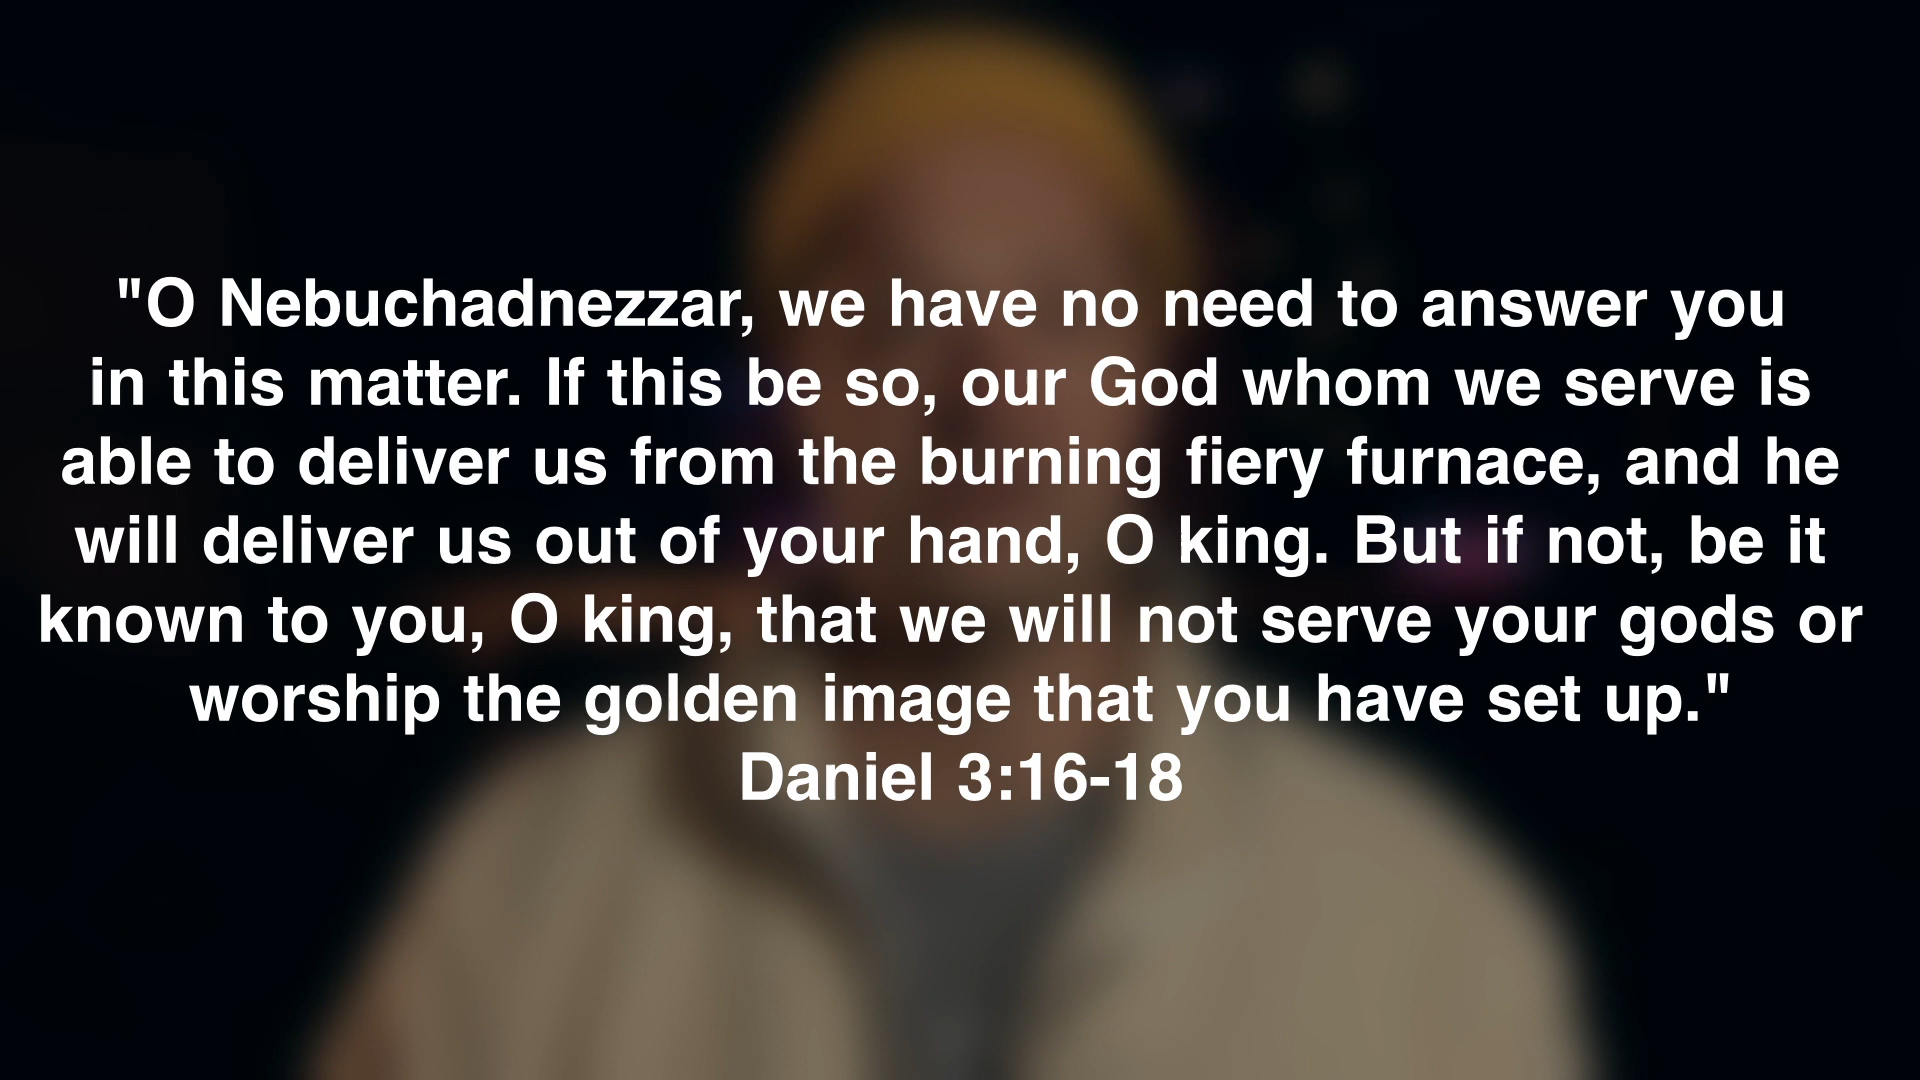 "O Nebuchadnezzar, we have no need to answer you
in this matter. If this be so, our God whom we serve is
able to deliver us from the burning fiery furnace, and he
will deliver us out of your hand, O king. But if not, be it
known to you, O king, that we will not serve your gods or
worship the golden image that you have set up."
Daniel 3:16-18